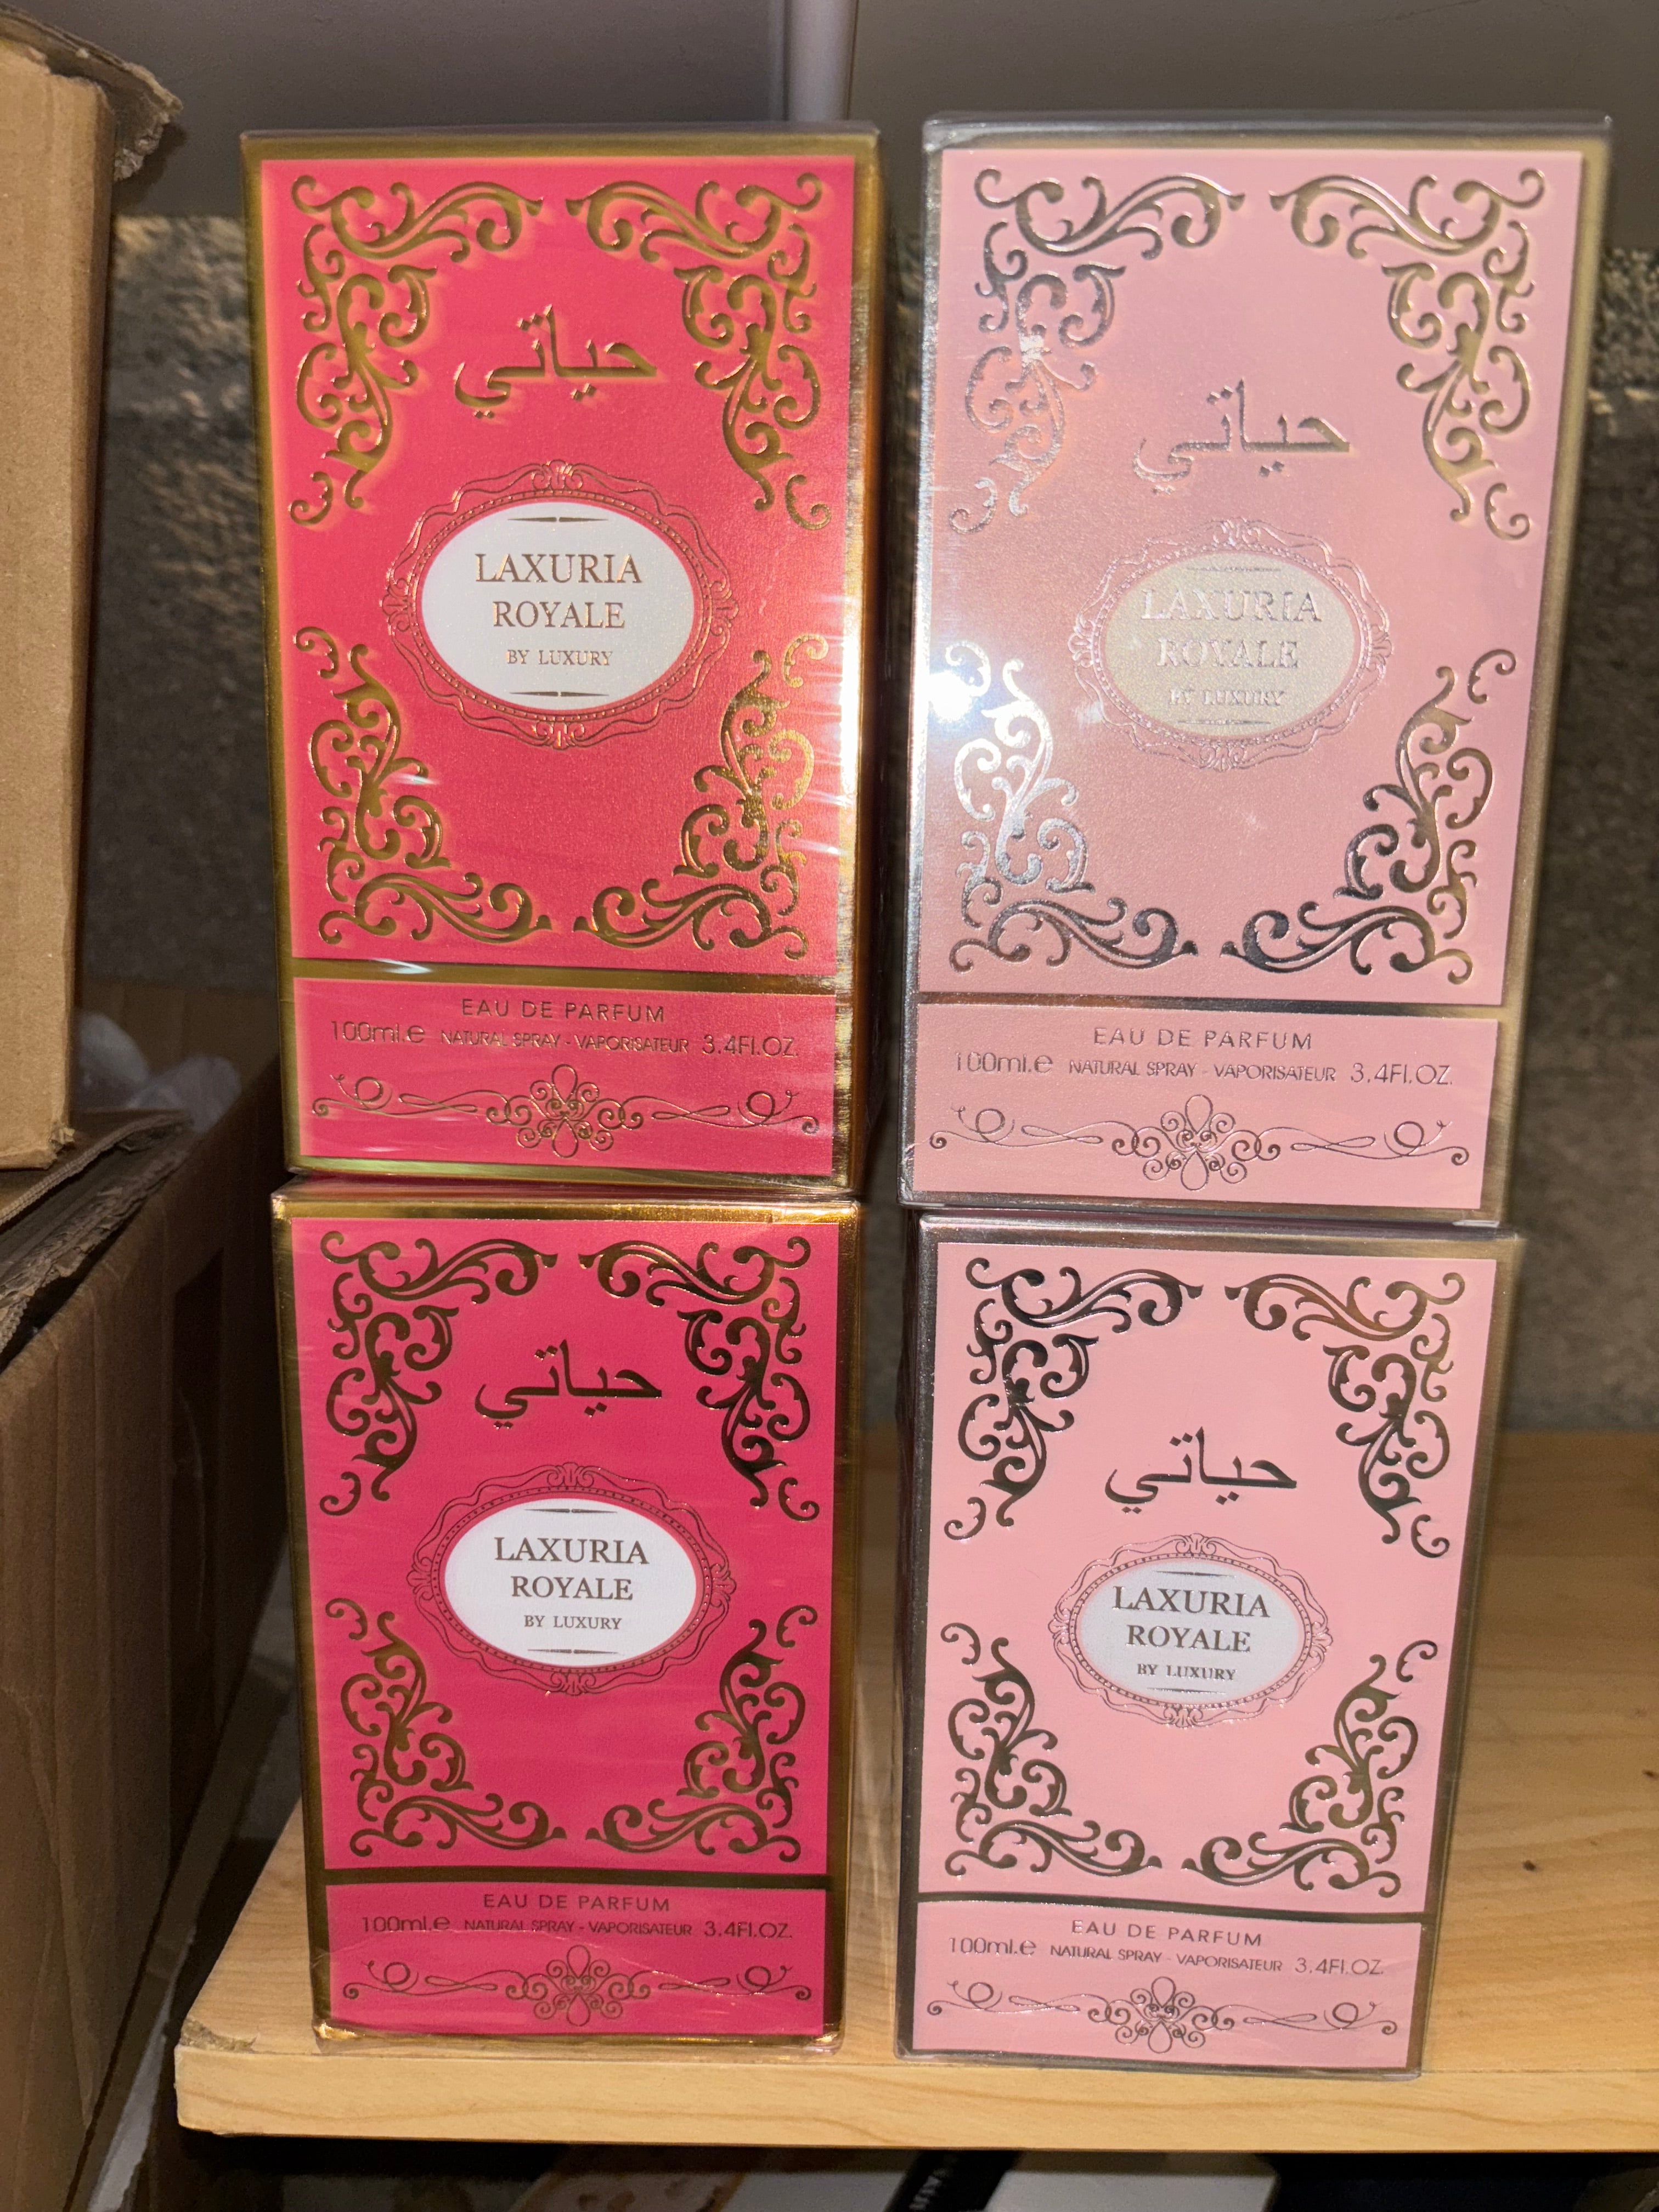 حياتي
LAXURIA
ROYALE
BY LUXURY
EAU DE PARFUM
100ml.e NATURAL SPRAY - VAPORISATEUR 3.4Fl.OZ.
حياتي
LAXURIA
ROYALE
BY LUXURY
EAU DE PARFUM
100ml.e NATURAL SPRAY - VAPORISATEUR 3.4Fl.OZ.
حياتي
LAXURIA
ROYALE
BY LUXURY
EAU DE PARFUM
100ml.e NATURAL SPRAY - VAPORISATEUR 3.4Fl.OZ.
حياتي
LAXURIA
ROYALE
BY LUXURY
EAU DE PARFUM
100ml.e NATURAL SPRAY - VAPORISATEUR 3.4Fl.OZ.